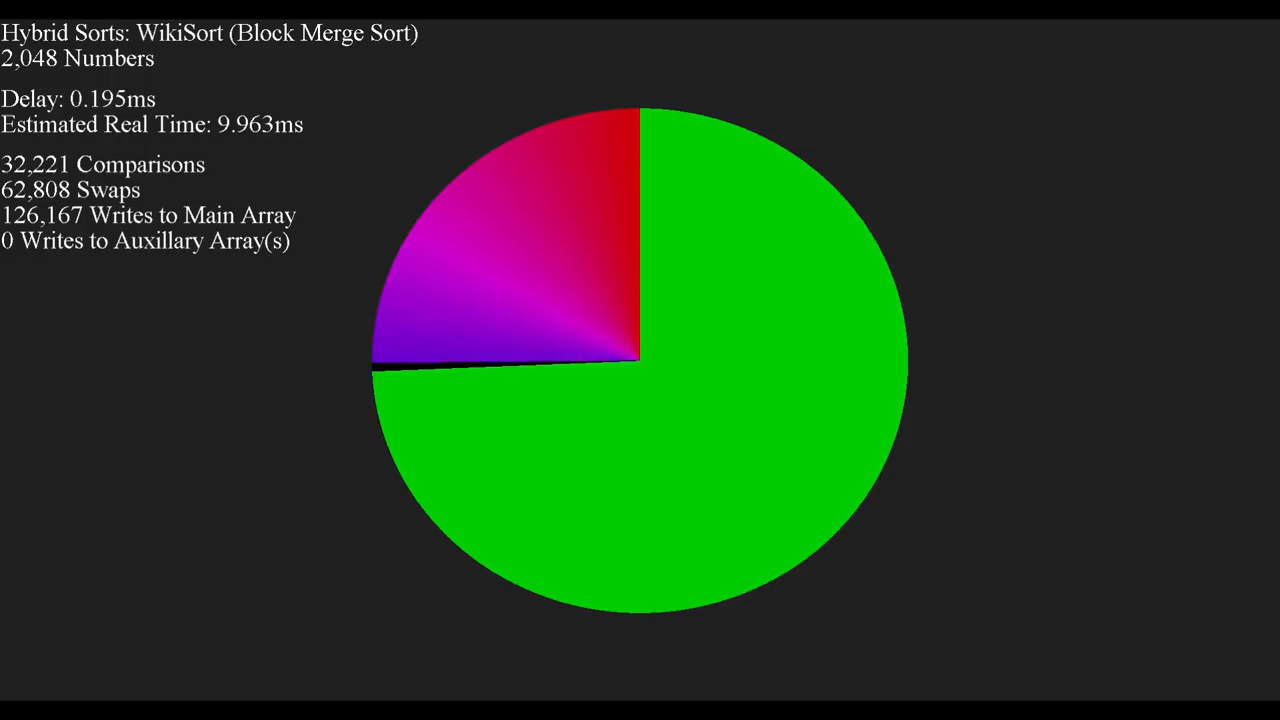 Hybrid Sorts: WikiSort (Block Merge Sort)
2,048 Numbers
Delay: 0.195ms
Estimated Real Time: 9.963ms
32,221 Comparisons
62,808 Swaps
126,167 Writes to Main Array
0 Writes to Auxillary Array(s)